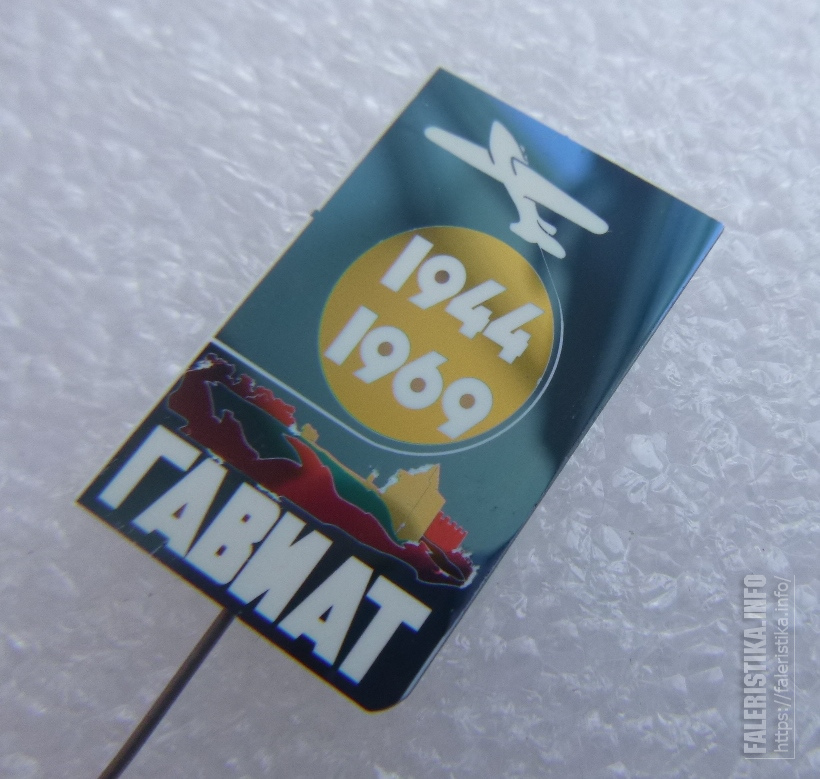 1944
1969
ГАВИАТ
FALERISTIKA.INFO
https://faleristika.info/